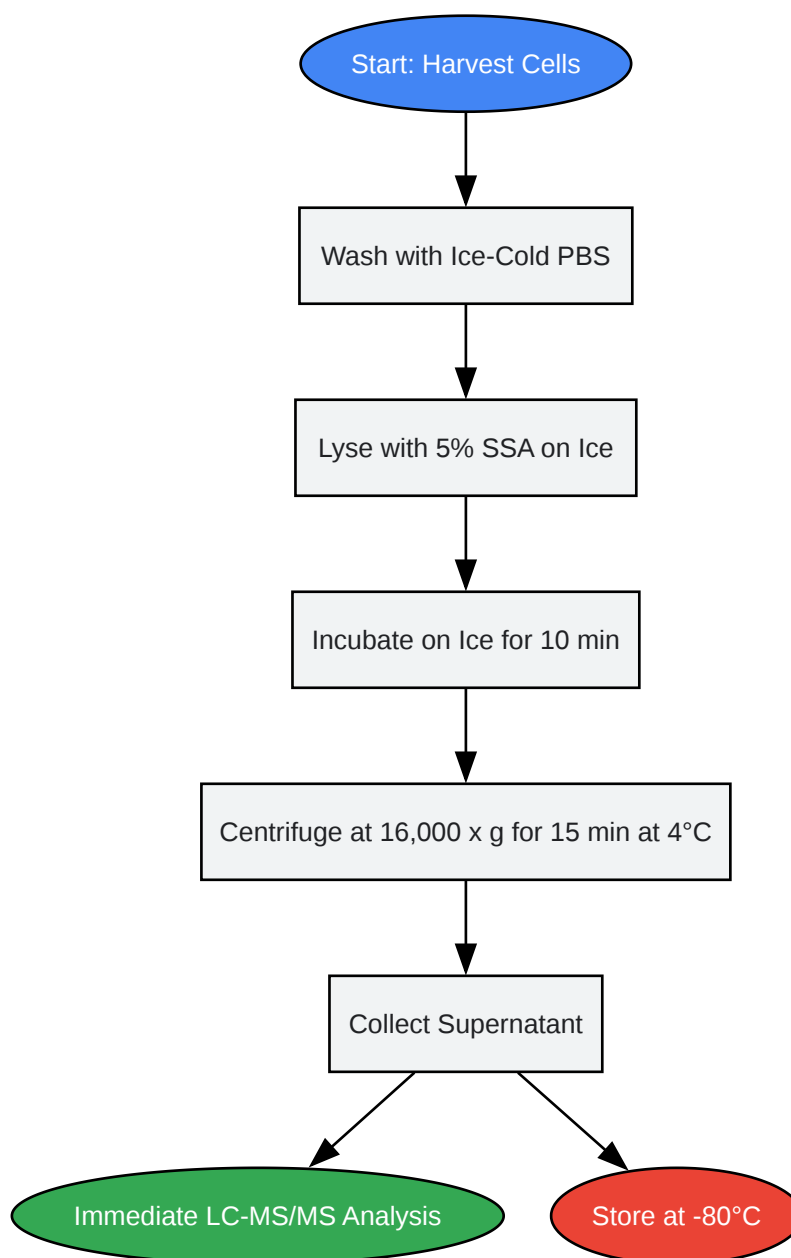 Start: Harvest Cells
Wash with Ice-Cold PBS
Lyse with 5% SSA on Ice
Incubate on Ice for 10 min
Centrifuge at 16,000 x g for 15 min at 4°C
Collect Supernatant
Immediate LC-MS/MS Analysis
Store at -80°C